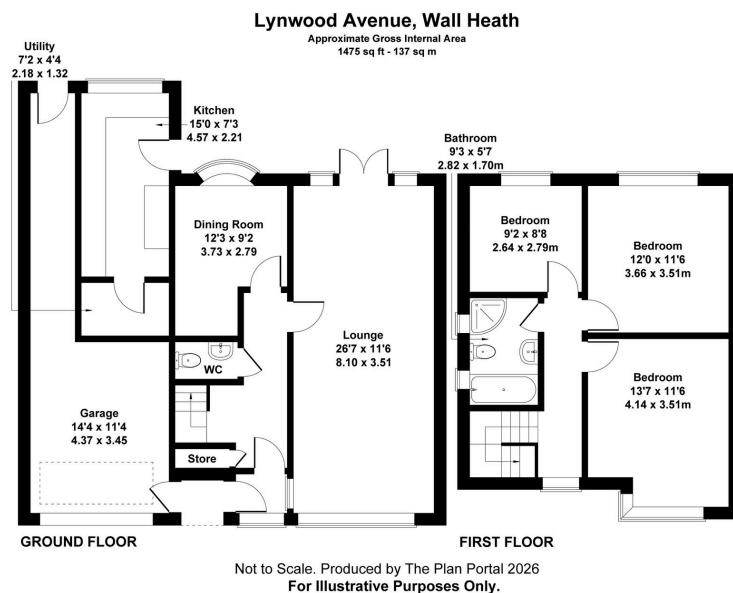 Lynwood Avenue, Wall Heath
Approximate Gross Internal Area
1475 sq ft - 137 sq m
Utility
7'2 x 4'4
2.18 x 1.32
Kitchen
15'0 x 7'3
4.57 x 2.21
Dining Room
12'3 x 9'2
3.73 x 2.79
Lounge
26'7 x 11'6
8.10 x 3.51
WC
Garage
14'4 x 11'4
4.37 x 3.45
Store
GROUND FLOOR
Bathroom
9'3 x 5'7
2.82 x 1.70m
Bedroom
9'2 x 8'8
2.64 x 2.79m
Bedroom
12'0 x 11'6
3.66 x 3.51m
Bedroom
13'7 x 11'6
4.14 x 3.51m
FIRST FLOOR
Not to Scale. Produced by The Plan Portal 2026
For Illustrative Purposes Only.